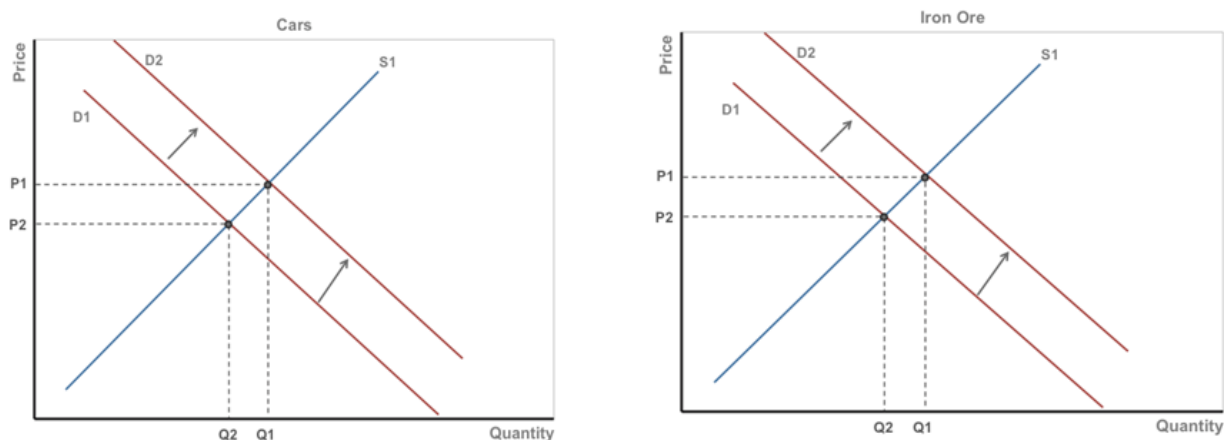 Cars
Price
D2
S1
D1
P1
P2
Q2
Q1
Quantity
Iron Ore
Price
D2
S1
D1
P1
P2
Q2
Q1
Quantity